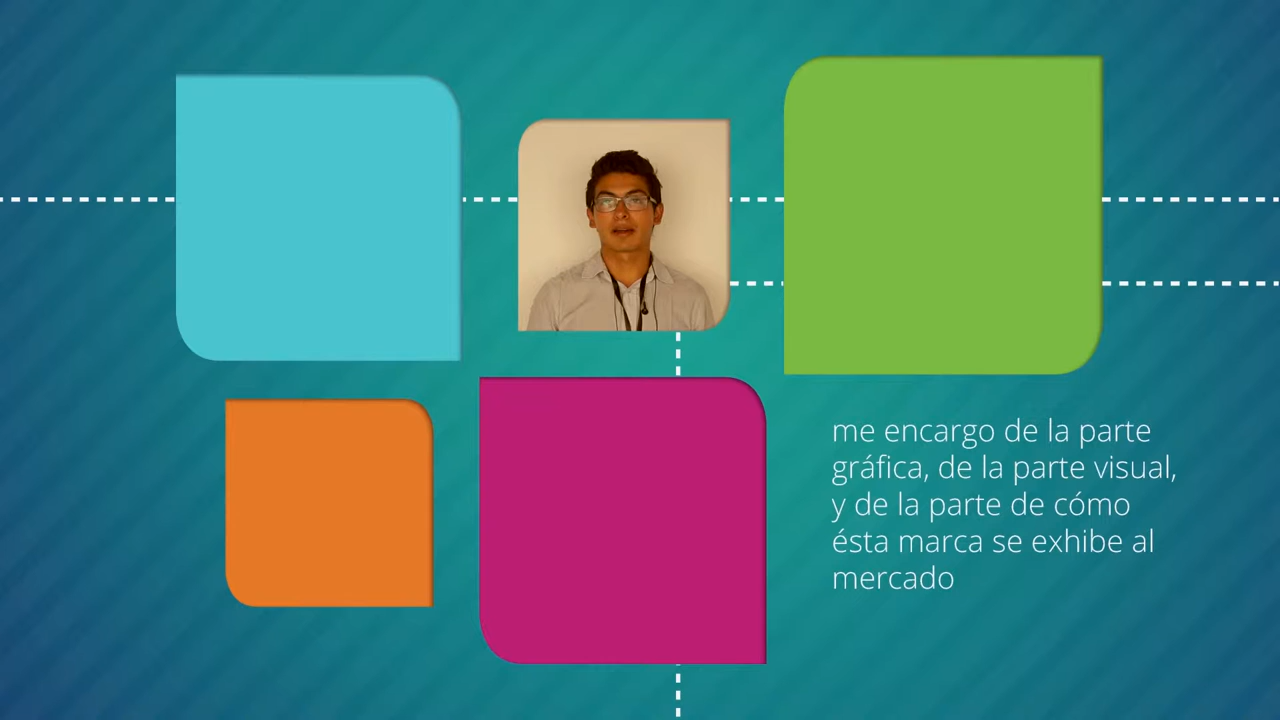 me encargo de la parte
gráfica, de la parte visual,
y de la parte de cómo
ésta marca se exhibe al
mercado